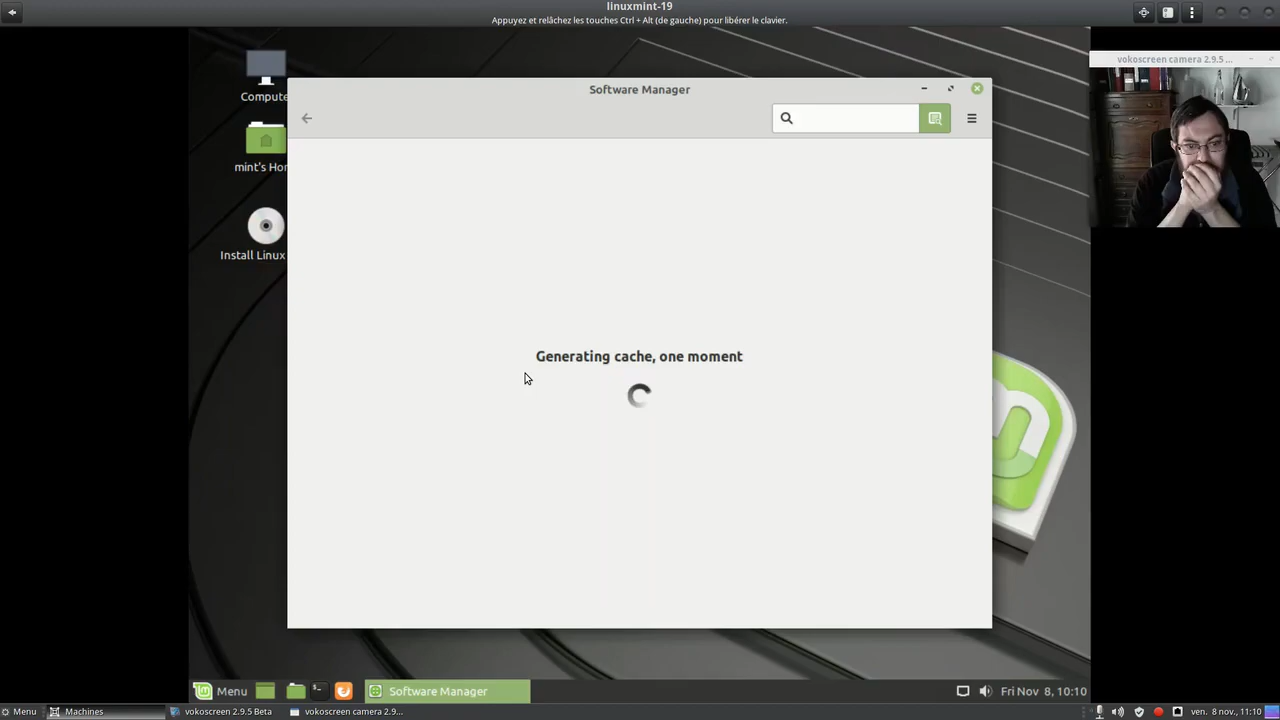 linuxmint-19
Appuyez et relâchez les touches Ctrl + Alt (de gauche) pour libérer le clavier.
vokoscreen camera 2.9.5 ...
Compute
Software Manager
mint's Hon
Install Linux
Generating cache, one moment
Menu
Software Manager
Fri Nov 8, 10:10
Menu
Machines
vokoscreen 2.9.5 Beta
vokoscreen camera 2.9...
ven. 8 nov., 11:10